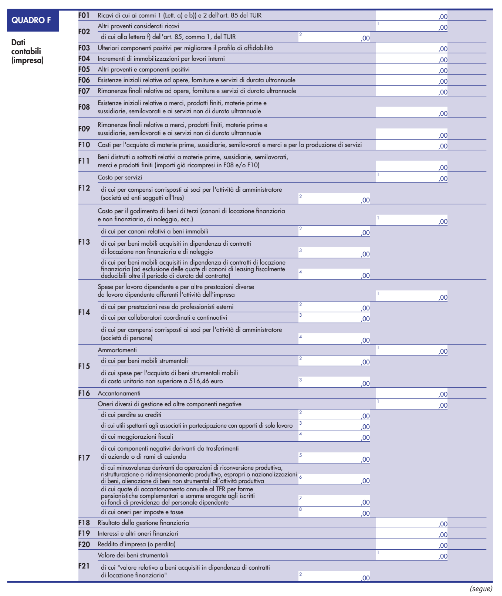 QUADRO F
Dati
contabili
(impresa)
F01 Ricavi di cui ai commi 1 (Lett. a) e b)) e 2 dell'art. 85 del TUIR ,00
F02 Altri proventi considerati ricavi 1 ,00
di cui alla lettera f) dell'art. 85, comma 1, del TUIR 2 ,00
F03 Ulteriori componenti positivi per migliorare il profilo di affidabilità ,00
F04 Incrementi di immobilizzazioni per lavori interni ,00
F05 Altri proventi e componenti positivi ,00
F06 Esistenze iniziali relative ad opere, forniture e servizi di durata ultrannuale ,00
F07 Rimanenze finali relative ad opere, forniture e servizi di durata ultrannuale ,00
F08 Esistenze iniziali relative a merci, prodotti finiti, materie prime e
sussidiarie, semilavorati e ai servizi non di durata ultrannuale ,00
F09 Rimanenze finali relative a merci, prodotti finiti, materie prime e
sussidiarie, semilavorati e ai servizi non di durata ultrannuale ,00
F10 Costi per l'acquisto di materie prime, sussidiarie, semilavorati e merci e per la produzione di servizi ,00
F11 Beni distrutti o sottratti relativi a materie prime, sussidiarie, semilavorati,
merci e prodotti finiti (importi già ricompresi in F08 e/o F10) ,00
F12 Costo per servizi 1 ,00
di cui per compensi corrisposti ai soci per l'attività di amministratore
(società ed enti soggetti all'Ires) 2 ,00
F13 Costo per il godimento di beni di terzi (canoni di locazione finanziaria
e non finanziaria, di noleggio, ecc.) 1 ,00
di cui per canoni relativi a beni immobili 2 ,00
di cui per beni mobili acquisiti in dipendenza di contratti
di locazione non finanziaria e di noleggio 3 ,00
di cui per beni mobili acquisiti in dipendenza di contratti di locazione
finanziaria (ad esclusione delle quote di canoni di leasing fiscalmente
deducibili oltre il periodo di durata del contratto) 4 ,00
F14 Spese per lavoro dipendente e per altre prestazioni diverse
da lavoro dipendente afferenti l'attività dell'impresa 1 ,00
di cui per prestazioni rese da professionisti esterni 2 ,00
di cui per collaboratori coordinati e continuativi 3 ,00
di cui per compensi corrisposti ai soci per l'attività di amministratore
(società di persone) 4 ,00
F15 Ammortamenti 1 ,00
di cui per beni mobili strumentali 2 ,00
di cui spese per l'acquisto di beni strumentali mobili
di costo unitario non superiore a 516,46 euro 3 ,00
F16 Accantonamenti ,00
F17 Oneri diversi di gestione ed altre componenti negative 1 ,00
di cui perdite su crediti 2 ,00
di cui utili spettanti agli associati in partecipazione con apporti di solo lavoro 3 ,00
di cui maggiorazioni fiscali 4 ,00
di cui componenti negativi derivanti da trasferimenti
di azienda o di rami di azienda 5 ,00
di cui minusvalenze derivanti da operazioni di riconversione produttiva,
ristrutturazione o ridimensionamento produttivo, espropri o nazionalizzazioni
di beni, alienazione di beni non strumentali all'attività produttiva 6 ,00
di cui quote di accantonamento annuale al TFR per forme
pensionistiche complementari e somme erogate agli iscritti
ai fondi di previdenza del personale dipendente 7 ,00
di cui oneri per imposte e tasse 8 ,00
F18 Risultato della gestione finanziaria ,00
F19 Interessi e altri oneri finanziari ,00
F20 Reddito d'impresa (o perdita) ,00
F21 Valore dei beni strumentali 1 ,00
di cui "valore relativo a beni acquisiti in dipendenza di contratti
di locazione finanziaria" 2 ,00
(segue)